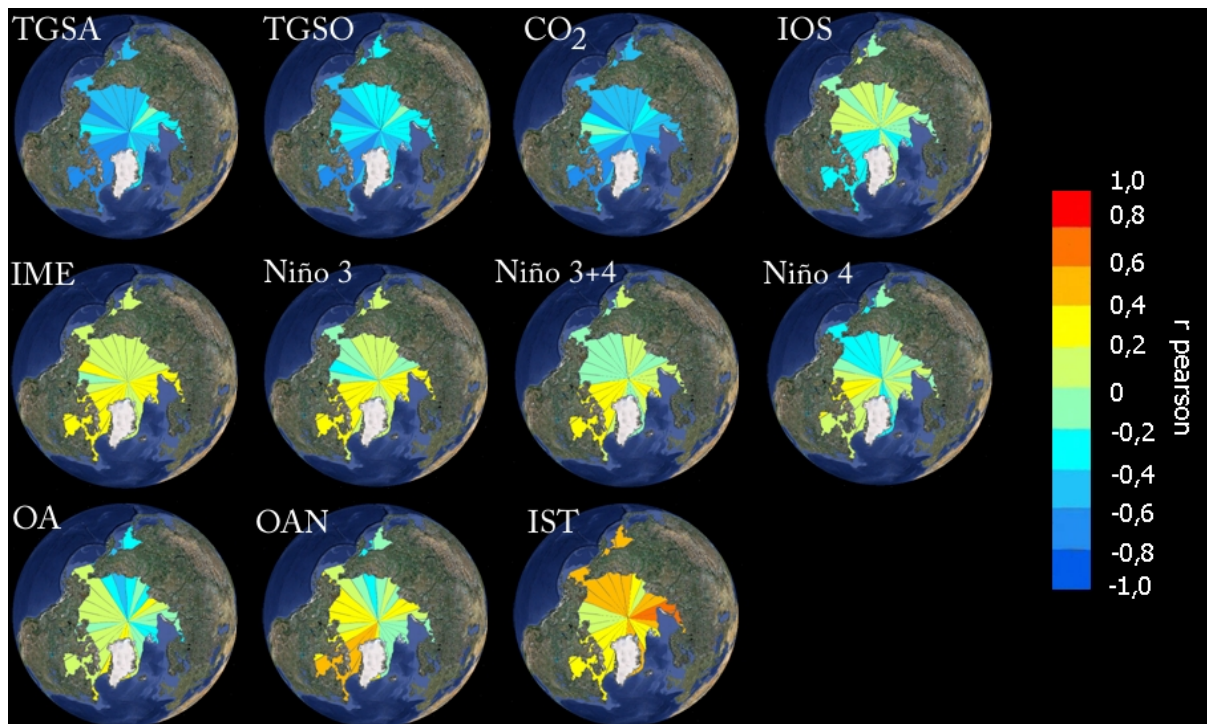 TGSA
TGSO
CO₂
IOS
IME
Niño 3
Niño 3+4
Niño 4
OA
OAN
IST
1,0
0,8
0,6
0,4
0,2
0
-0,2
-0,4
-0,6
-0,8
-1,0
r pearson